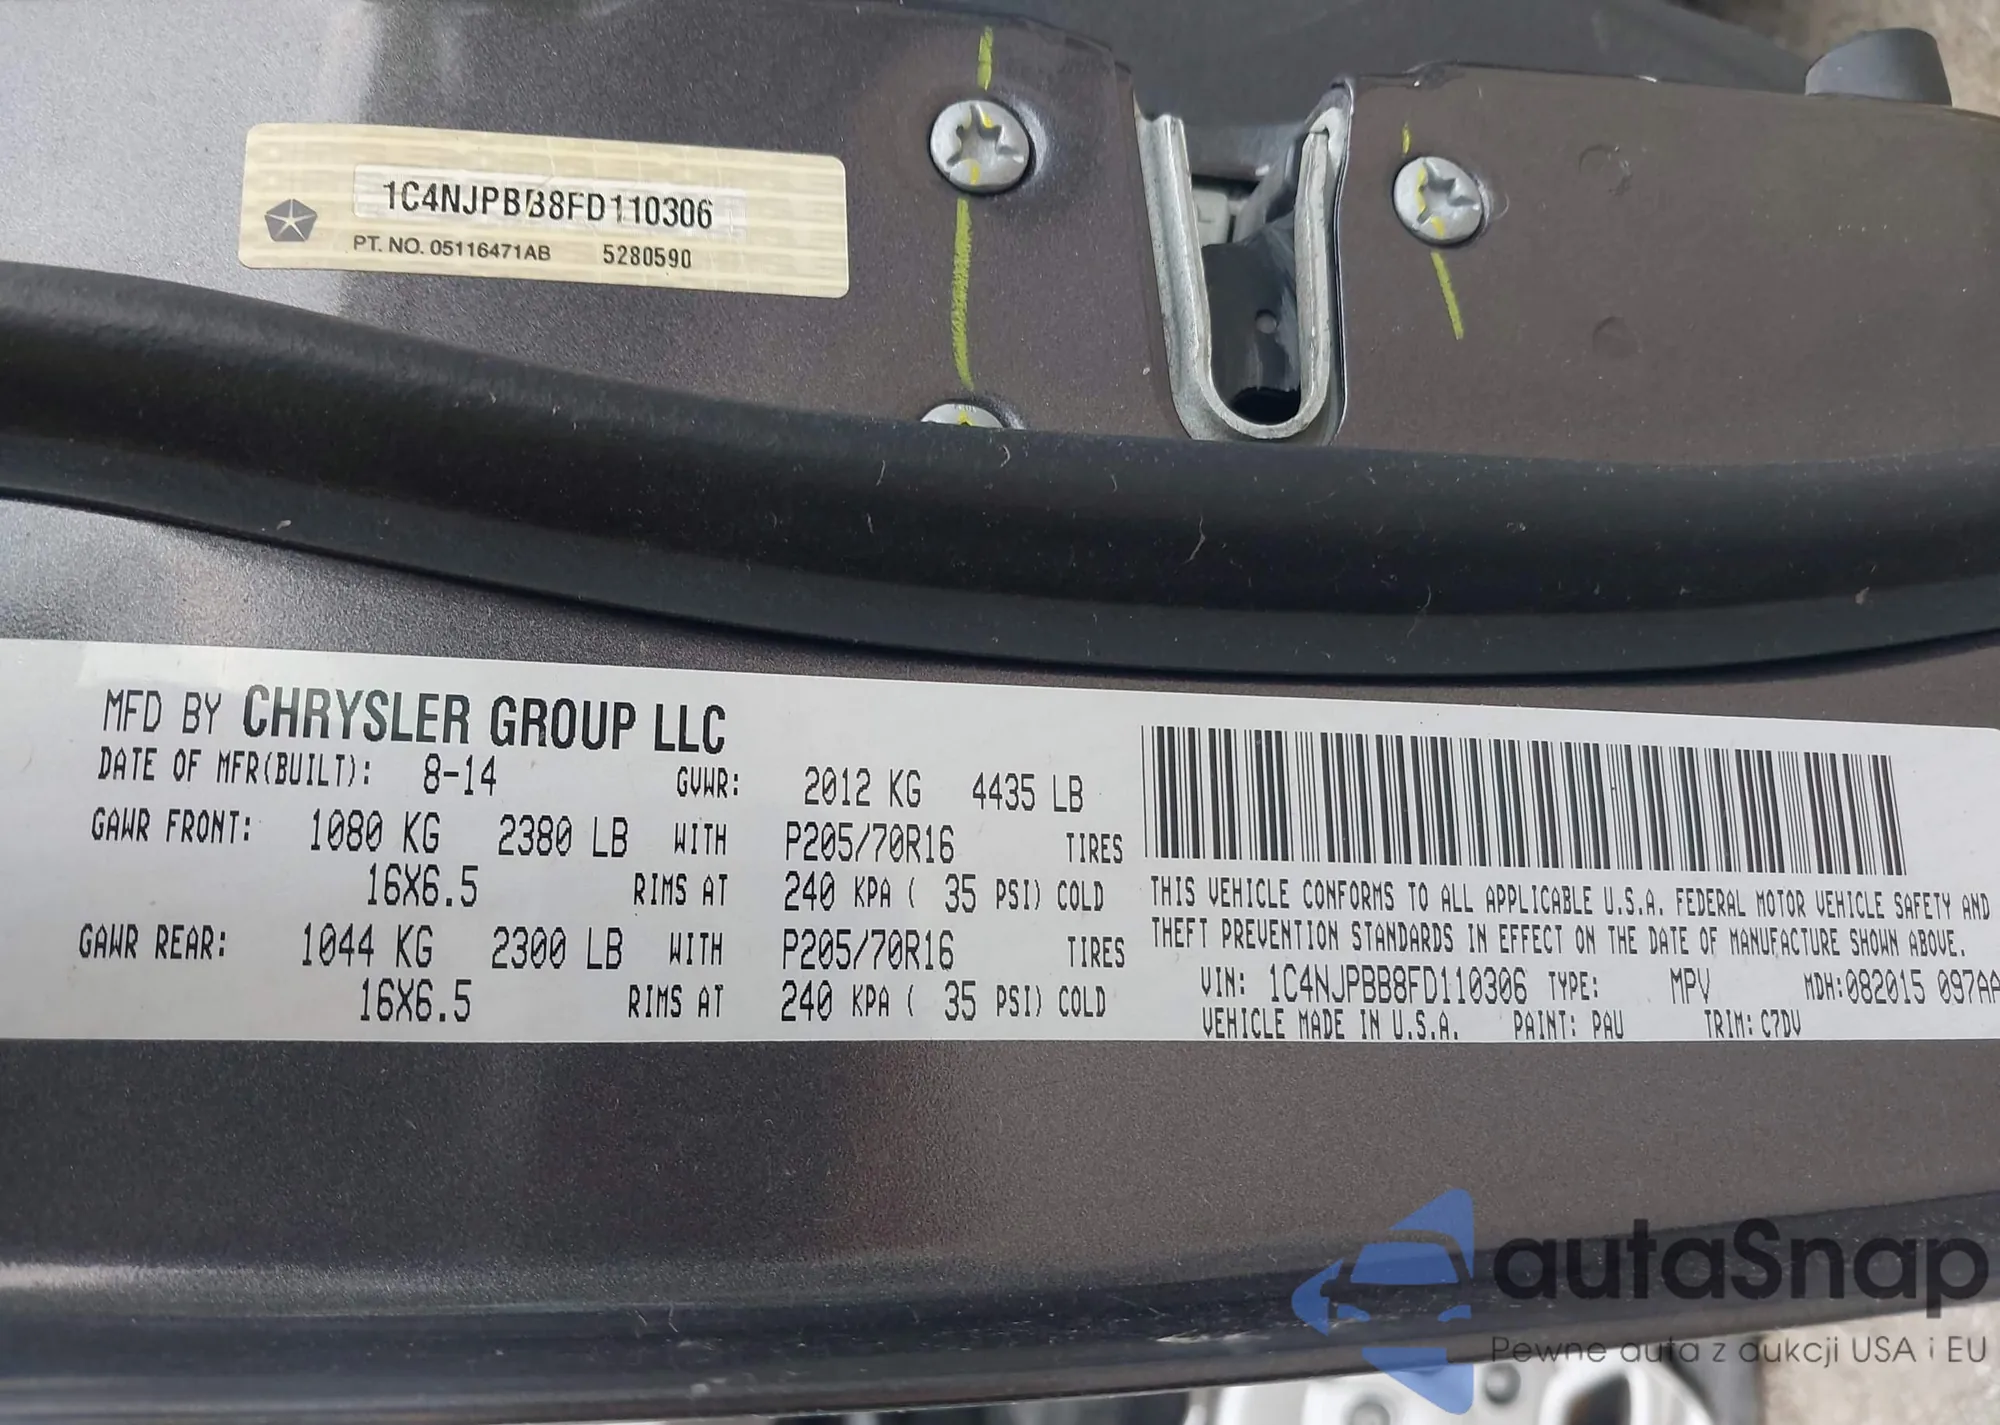 1C4NJPBB8FD110306
PT. NO. 05116471AB 5280590
MFD BY CHRYSLER GROUP LLC
DATE OF MFR(BUILT): 8-14 GVWR: 2012 KG 4435 LB
GAWR FRONT: 1080 KG 2380 LB WITH P205/70R16 TIRES
16X6.5 RIMS AT 240 KPA ( 35 PSI) COLD
GAWR REAR: 1044 KG 2300 LB WITH P205/70R16 TIRES
16X6.5 RIMS AT 240 KPA ( 35 PSI) COLD
THIS VEHICLE CONFORMS TO ALL APPLICABLE U.S.A. FEDERAL MOTOR VEHICLE SAFETY AND
THEFT PREVENTION STANDARDS IN EFFECT ON THE DATE OF MANUFACTURE SHOWN ABOVE.
VIN: 1C4NJPBB8FD110306 TYPE: MPV MDH:082015 097AA
VEHICLE MADE IN U.S.A. PAINT: PAU TRIM: C7DV
autaSnap
Pewne auta z aukcji USA i EU